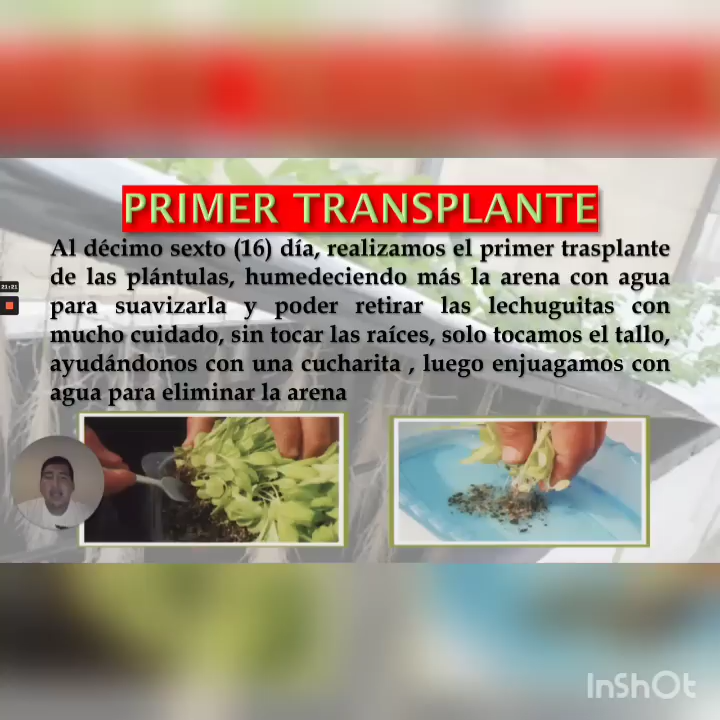 PRIMER TRANSPLANTE
Al décimo sexto (16) día, realizamos el primer trasplante
de las plántulas, humedeciendo más la arena con agua
para suavizarla y poder retirar las lechuguitas con
mucho cuidado, sin tocar las raíces, solo tocamos el tallo,
ayudándonos con una cucharita , luego enjuagamos con
agua para eliminar la arena
21:21
InShOt